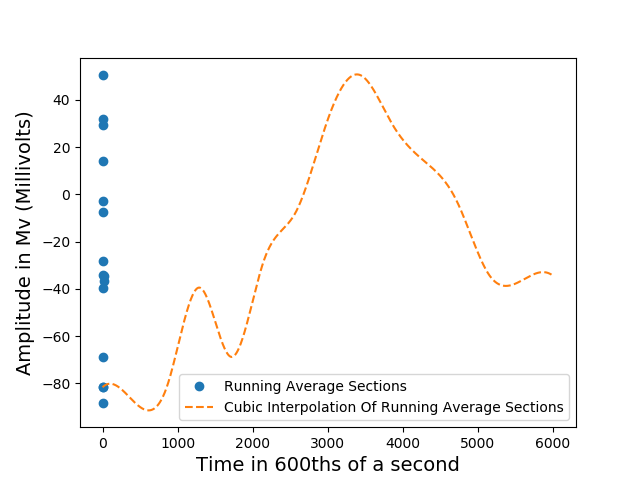 40
20
0
−20
−40
−60
−80
Amplitude in Mv (Millivolts)
Running Average Sections
Cubic Interpolation Of Running Average Sections
0 1000 2000 3000 4000 5000 6000
Time in 600ths of a second